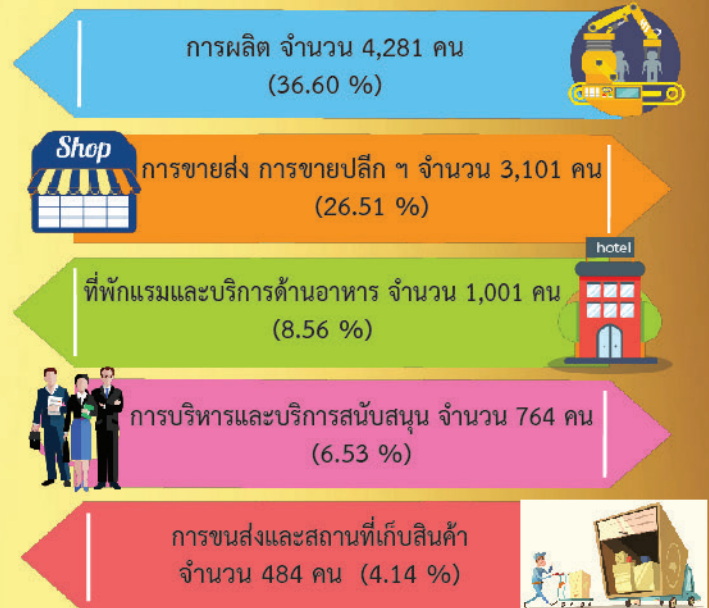 การผลิต จำนวน 4,281 คน
(36.60 %)
Shop
การขายส่ง การขายปลีก ฯ จำนวน 3,101 คน
(26.51 %)
hotel
ที่พักแรมและบริการด้านอาหาร จำนวน 1,001 คน
(8.56 %)
การบริหารและบริการสนับสนุน จำนวน 764 คน
(6.53 %)
การขนส่งและสถานที่เก็บสินค้า
จำนวน 484 คน (4.14 %)